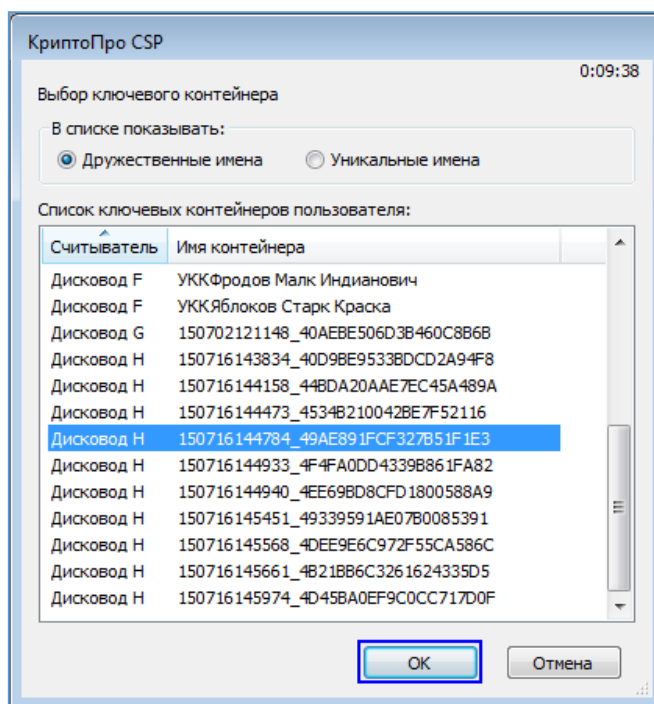 КриптоПро CSP
0:09:38
Выбор ключевого контейнера
В списке показывать:
Дружественные имена Уникальные имена
Список ключевых контейнеров пользователя:
Считыватель Имя контейнера
Дисковод F УККФродов Малк Индианович
Дисковод F УККЯблоков Старк Краска
Дисковод G 150702121148_40AEBE506D3B460C8B6B
Дисковод H 150716143834_40D9BE9533BDCD2A94F8
Дисковод H 150716144158_44BDA20AAE7EC45A489A
Дисковод H 150716144473_4534B210042BE7F52116
Дисковод H 150716144784_49AE891FCF327B51F1E3
Дисковод H 150716144933_4F4FA0DD4339B861FA82
Дисковод H 150716144940_4EE69BD8CFD1800588A9
Дисковод H 150716145451_49339591AE07B0085391
Дисковод H 150716145568_4DEE9E6C972F55CA586C
Дисковод H 150716145661_4B21BB6C3261624335D5
Дисковод H 150716145974_4D45BA0EF9C0CC717D0F
ОК Отмена